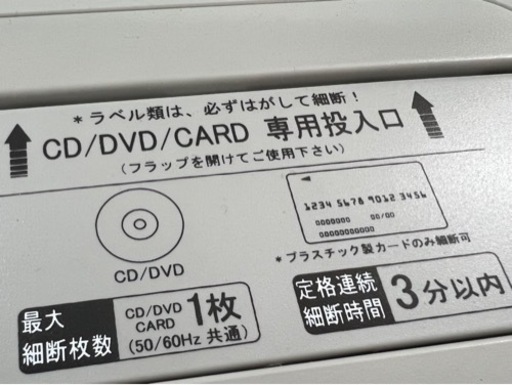 *ラベル類は、必ずはがして細断!
CD/DVD/CARD 専用投入口
(フラップを開けてご使用下さい)
1234 5678 9012 3456
0000000 00/00
00000000000
CD/DVD
*プラスチック製カードのみ細断可
最大
細断枚数
CD/DVD
CARD
1枚
(50/60Hz 共通)
定格連続
細断時間
3分以内